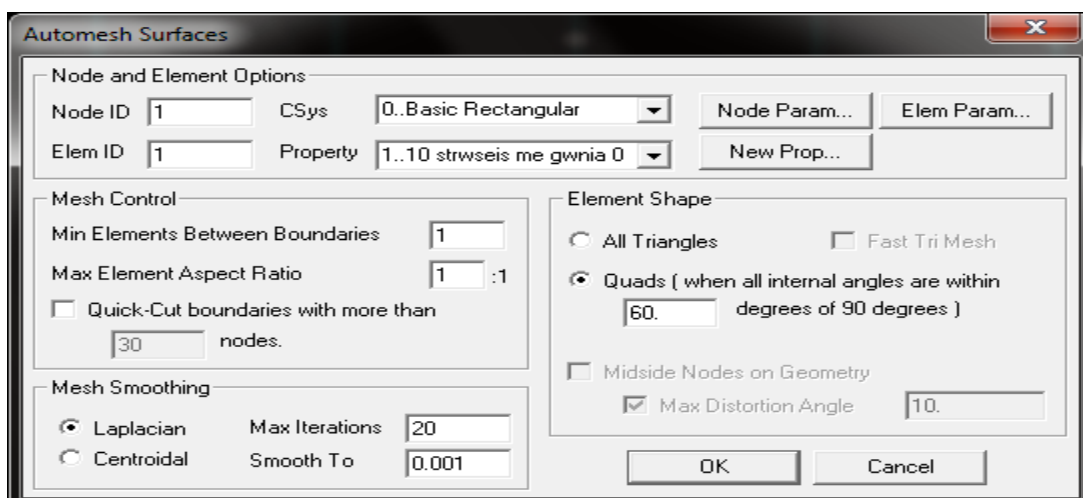 Automesh Surfaces
Node and Element Options
Node ID 1 CSys 0..Basic Rectangular Node Param... Elem Param...
Elem ID 1 Property 1..10 strwseis me gwnia 0 New Prop...
Mesh Control
Min Elements Between Boundaries 1
Max Element Aspect Ratio 1 :1
Quick-Cut boundaries with more than
30 nodes.
Mesh Smoothing
Laplacian Max Iterations 20
Centroidal Smooth To 0.001
Element Shape
All Triangles Fast Tri Mesh
Quads ( when all internal angles are within
60. degrees of 90 degrees )
Midside Nodes on Geometry
Max Distortion Angle 10.
OK Cancel